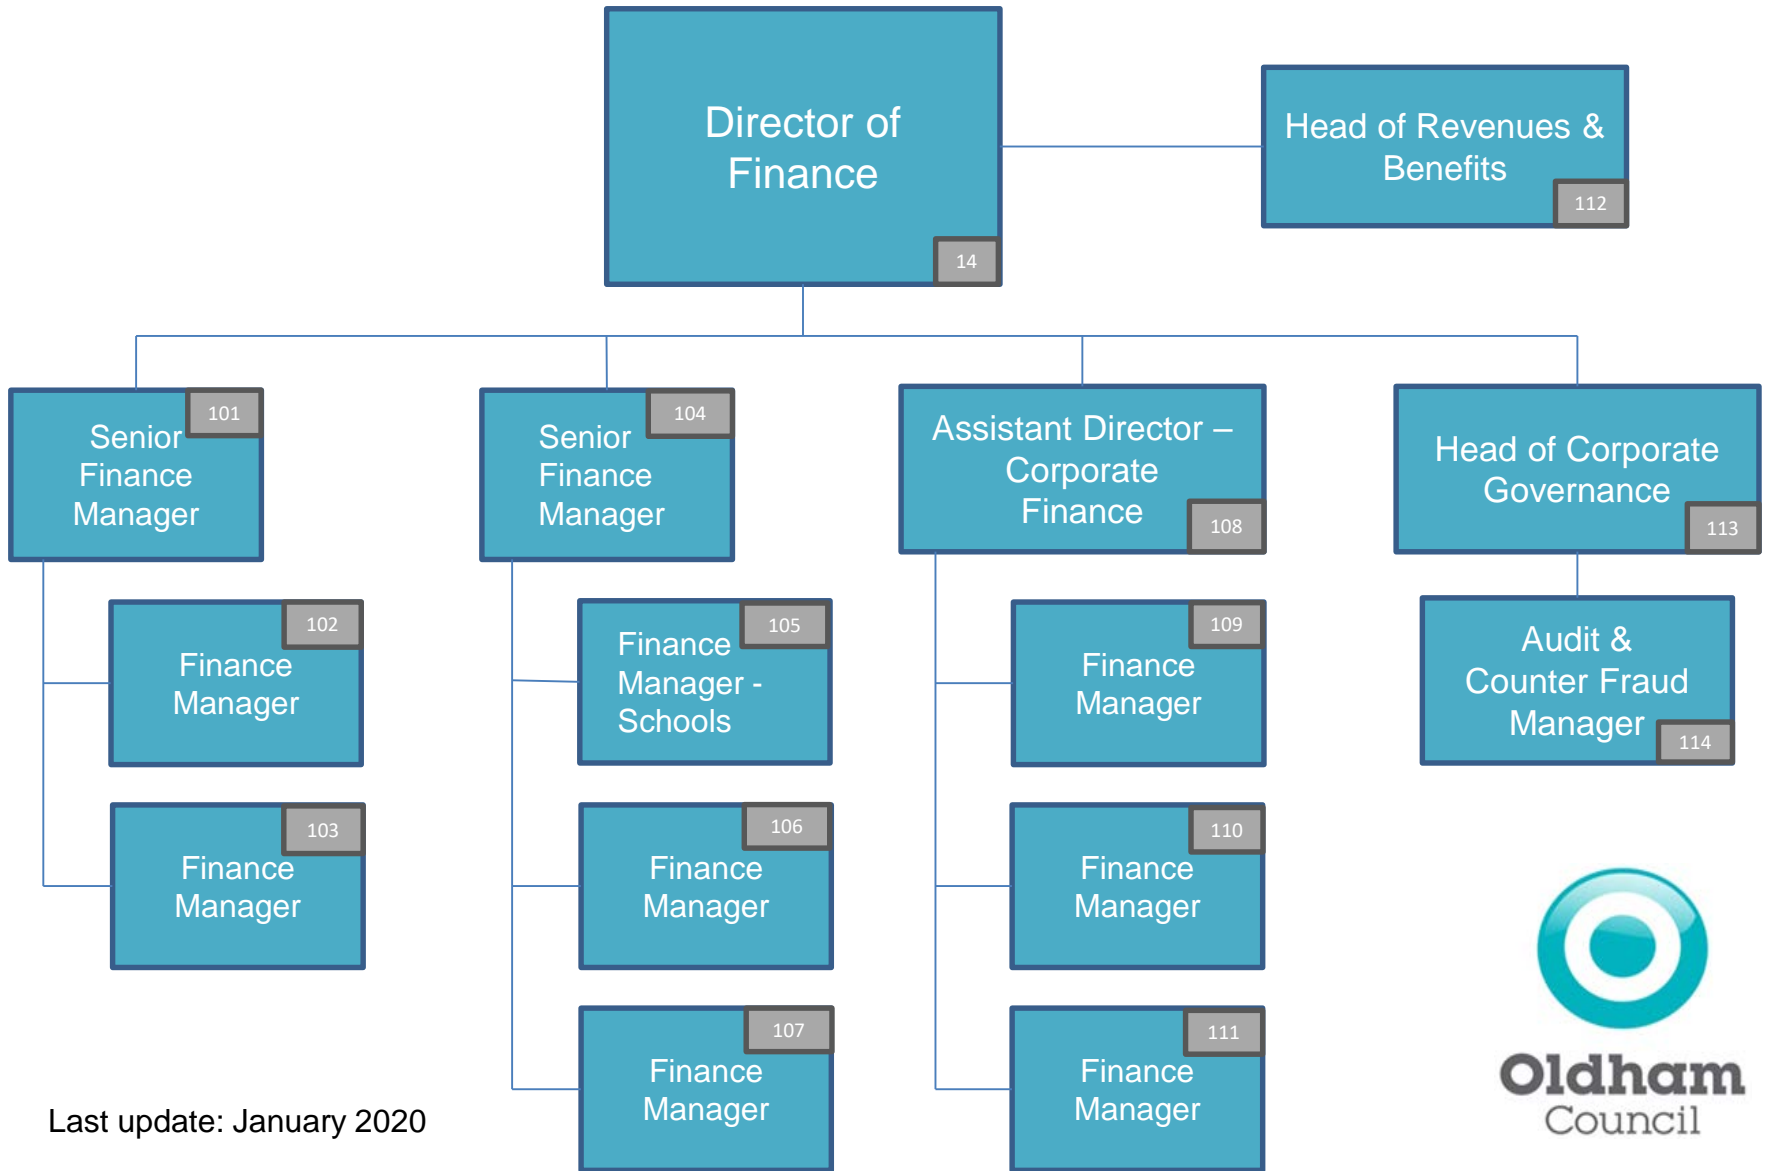 Director of
Finance
14
Head of Revenues &
Benefits
112
101
Senior
Finance
Manager
104
Senior
Finance
Manager
Assistant Director –
Corporate
Finance
108
Head of Corporate
Governance
113
102
Finance
Manager
105
Finance
Manager -
Schools
109
Finance
Manager
Audit &
Counter Fraud
Manager
114
103
Finance
Manager
106
Finance
Manager
110
Finance
Manager
107
Finance
Manager
111
Finance
Manager
Last update: January 2020
Oldham
Council